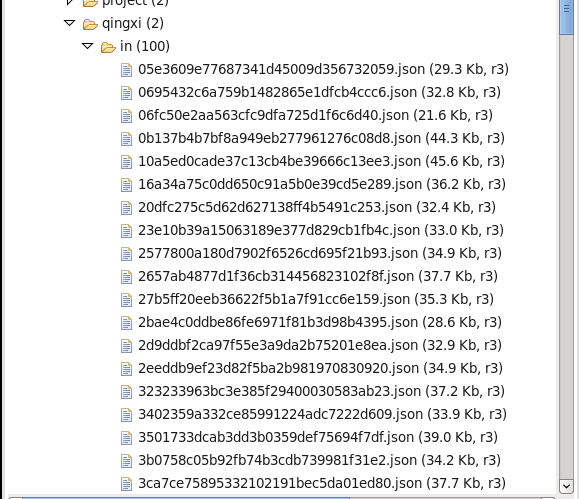 project (2)
qingxi (2)
in (100)
05e3609e77687341d45009d356732059.json (29.3 Kb, r3)
0695432c6a759b1482865e1dfcb4ccc6.json (32.8 Kb, r3)
06fc50e2aa563cfc9dfa725d1f6c6d40.json (21.6 Kb, r3)
0b137b4b7bf8a949eb277961276c08d8.json (44.3 Kb, r3)
10a5ed0cade37c13cb4be39666c13ee3.json (45.6 Kb, r3)
16a34a75c0dd650c91a5b0e39cd5e289.json (36.2 Kb, r3)
20dfc275c5d62d627138ff4b5491c253.json (32.4 Kb, r3)
23e10b39a15063189e377d829cb1fb4c.json (33.0 Kb, r3)
2577800a180d7902f6526cd695f21b93.json (34.9 Kb, r3)
2657ab4877d1f36cb314456823102f8f.json (37.7 Kb, r3)
27b5ff20eeb36622f5b1a7f91cc6e159.json (35.3 Kb, r3)
2bae4c0ddbe86fe6971f81b3d98b4395.json (28.6 Kb, r3)
2d9ddbf2ca97f55e3a9da2b75201e8ea.json (32.9 Kb, r3)
2eeddb9ef23d82f5ba2b981970830920.json (34.9 Kb, r3)
323233963bc3e385f29400030583ab23.json (37.2 Kb, r3)
3402359a332ce85991224adc7222d609.json (33.9 Kb, r3)
3501733dcab3dd3b0359def75694f7df.json (39.0 Kb, r3)
3b0758c05b92fb74b3cdb739981f31e2.json (34.2 Kb, r3)
3ca7ce75895332102191bec5da01ed80.json (37.7 Kb, r3)